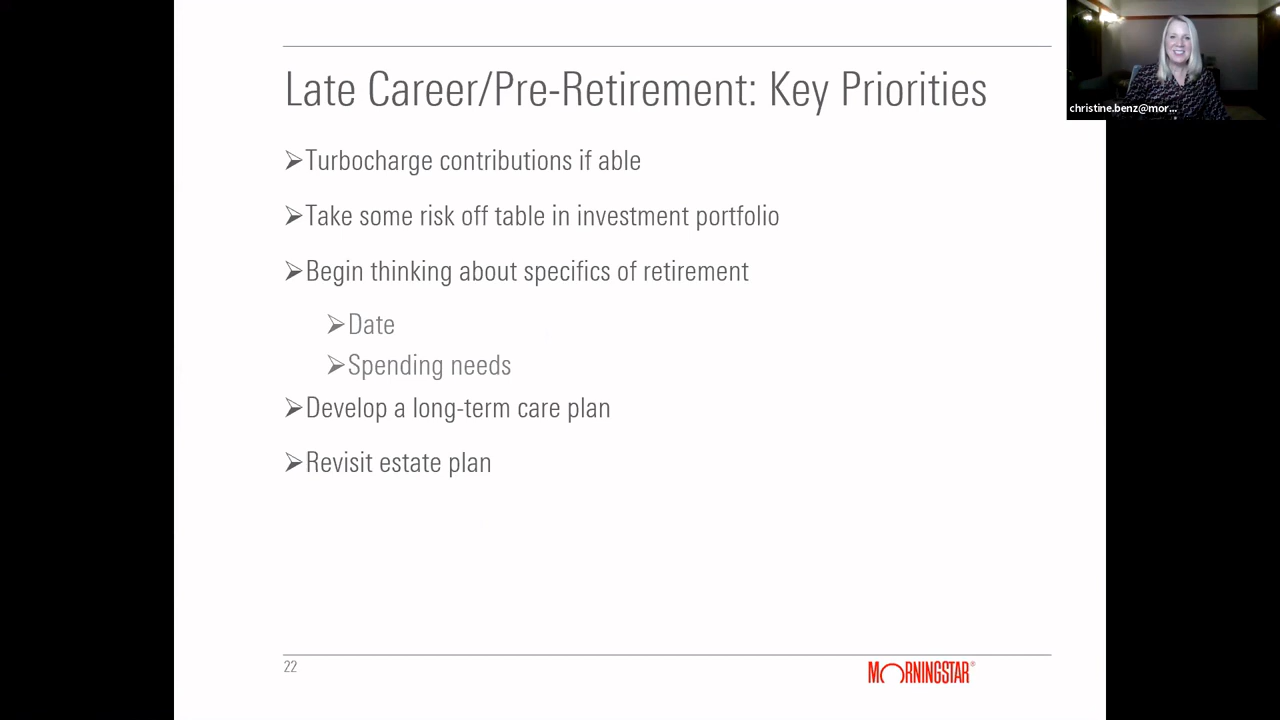 Late Career/Pre-Retirement: Key Priorities
christine.benz@mor...
➢Turbocharge contributions if able
➢Take some risk off table in investment portfolio
➢Begin thinking about specifics of retirement
➢Date
➢Spending needs
➢Develop a long-term care plan
➢Revisit estate plan
22
MORNINGSTAR®